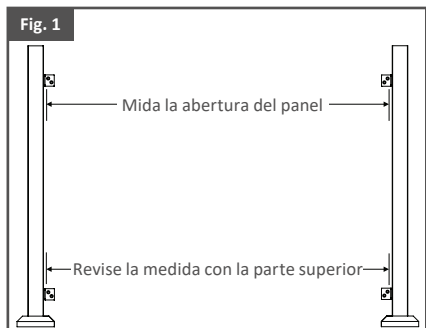 Fig. 1
Mida la abertura del panel
Revise la medida con la parte superior